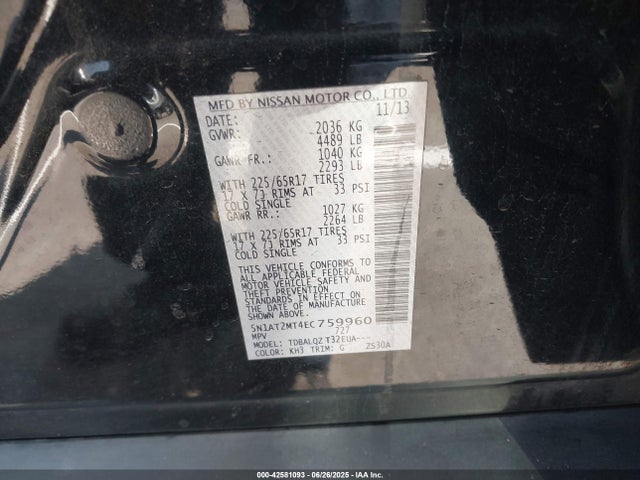 MFD BY NISSAN MOTOR CO., LTD.
DATE: 11/13
GVWR: 2036 KG
4489 LB
GAWR FR.: 1040 KG
2293 LB
WITH 225/65R17 TIRES
17 X 7J RIMS AT 33 PSI
COLD SINGLE
GAWR RR.: 1027 KG
2264 LB
WITH 225/65R17 TIRES
17 X 7J RIMS AT 33 PSI
COLD SINGLE
THIS VEHICLE CONFORMS TO
ALL APPLICABLE FEDERAL
MOTOR VEHICLE SAFETY AND
THEFT PREVENTION
STANDARDS IN EFFECT ON
THE DATE OF MANUFACTURE
SHOWN ABOVE.
5N1AT2MT4EC759960
MPV 727
MODEL: TDBALQZ T32EUA---
COLOR: KH3 TRIM: G ZS30A
000-42581093 - 06/26/2025 - © IAA, Inc.